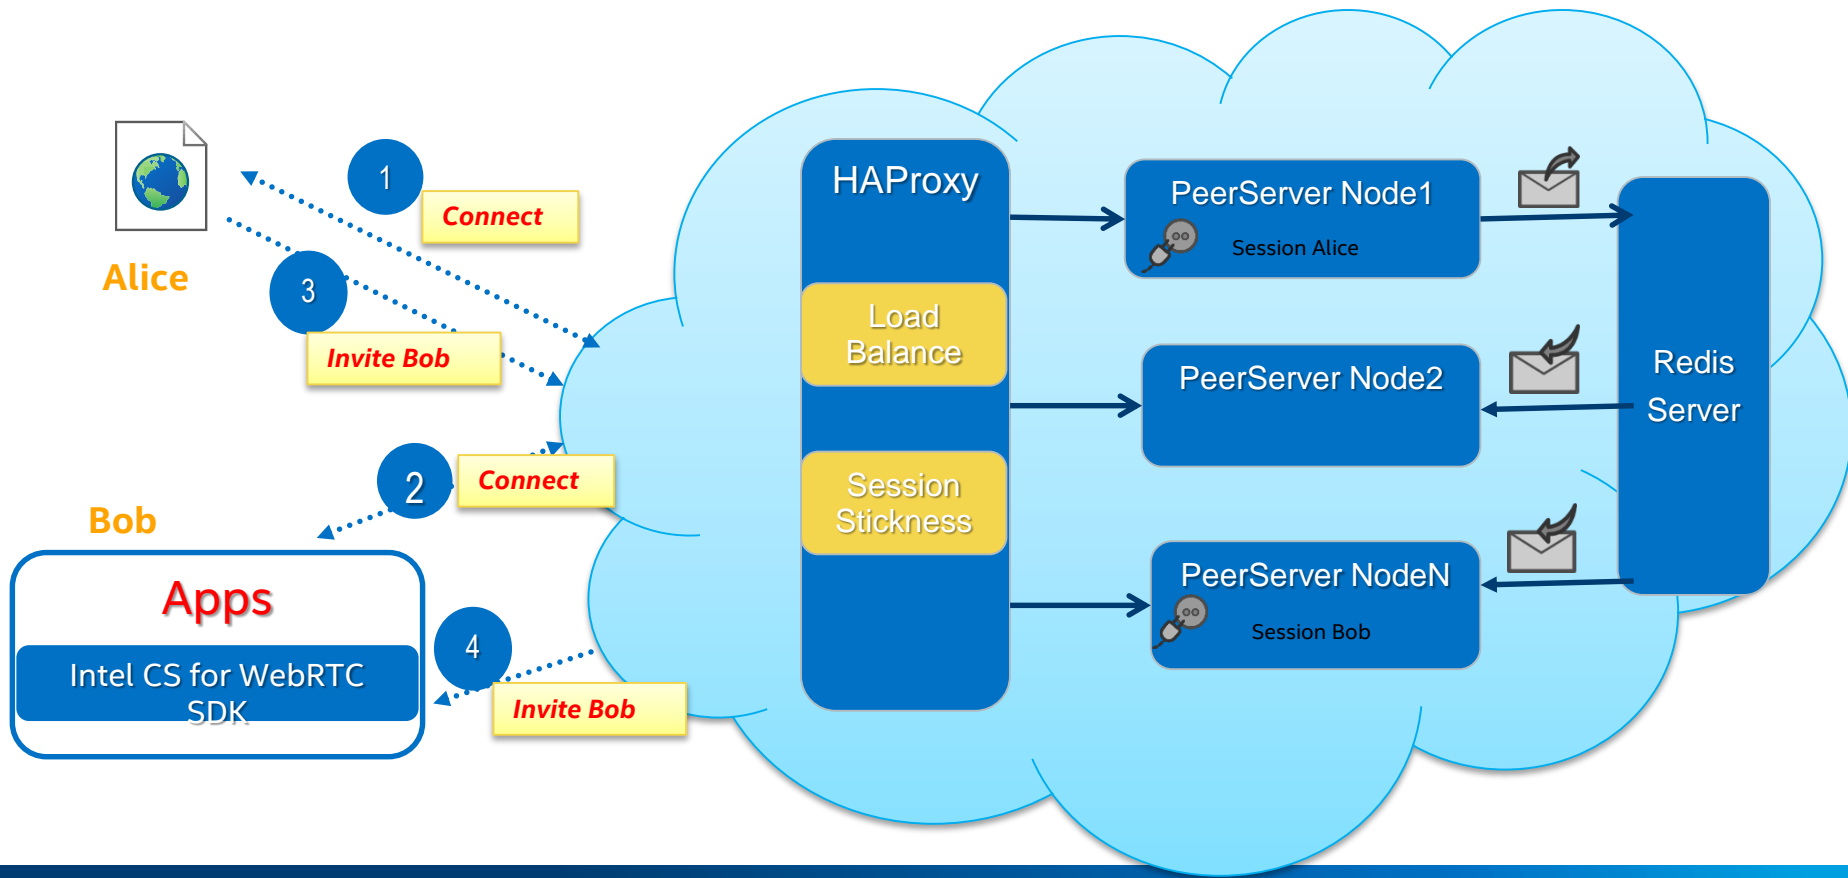 1
Connect
Alice
3
Invite Bob
2
Connect
Bob
Apps
Intel CS for WebRTC
SDK
4
Invite Bob
HAProxy
Load
Balance
Session
Stickness
PeerServer Node1
Session Alice
PeerServer Node2
PeerServer NodeN
Session Bob
Redis
Server